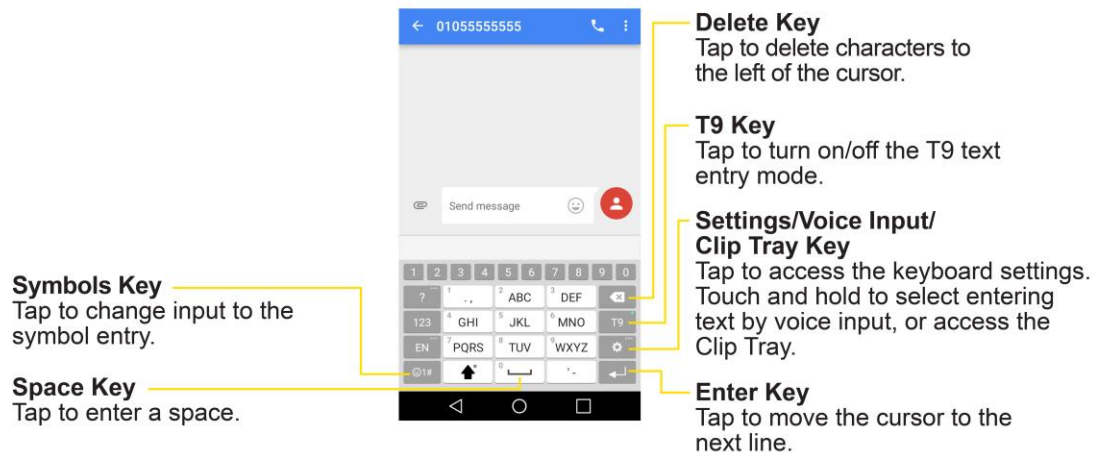 01055555555
Send message
1 2 3 4 5 6 7 8 9 0
? 1 ., 2 ABC 3 DEF
123 4 GHI 5 JKL 6 MNO T9
EN 7 PQRS 8 TUV 9 WXYZ
1# 0 '-
Symbols Key
Tap to change input to the
symbol entry.
Space Key
Tap to enter a space.
Delete Key
Tap to delete characters to
the left of the cursor.
T9 Key
Tap to turn on/off the T9 text
entry mode.
Settings/Voice Input/
Clip Tray Key
Tap to access the keyboard settings.
Touch and hold to select entering
text by voice input, or access the
Clip Tray.
Enter Key
Tap to move the cursor to the
next line.